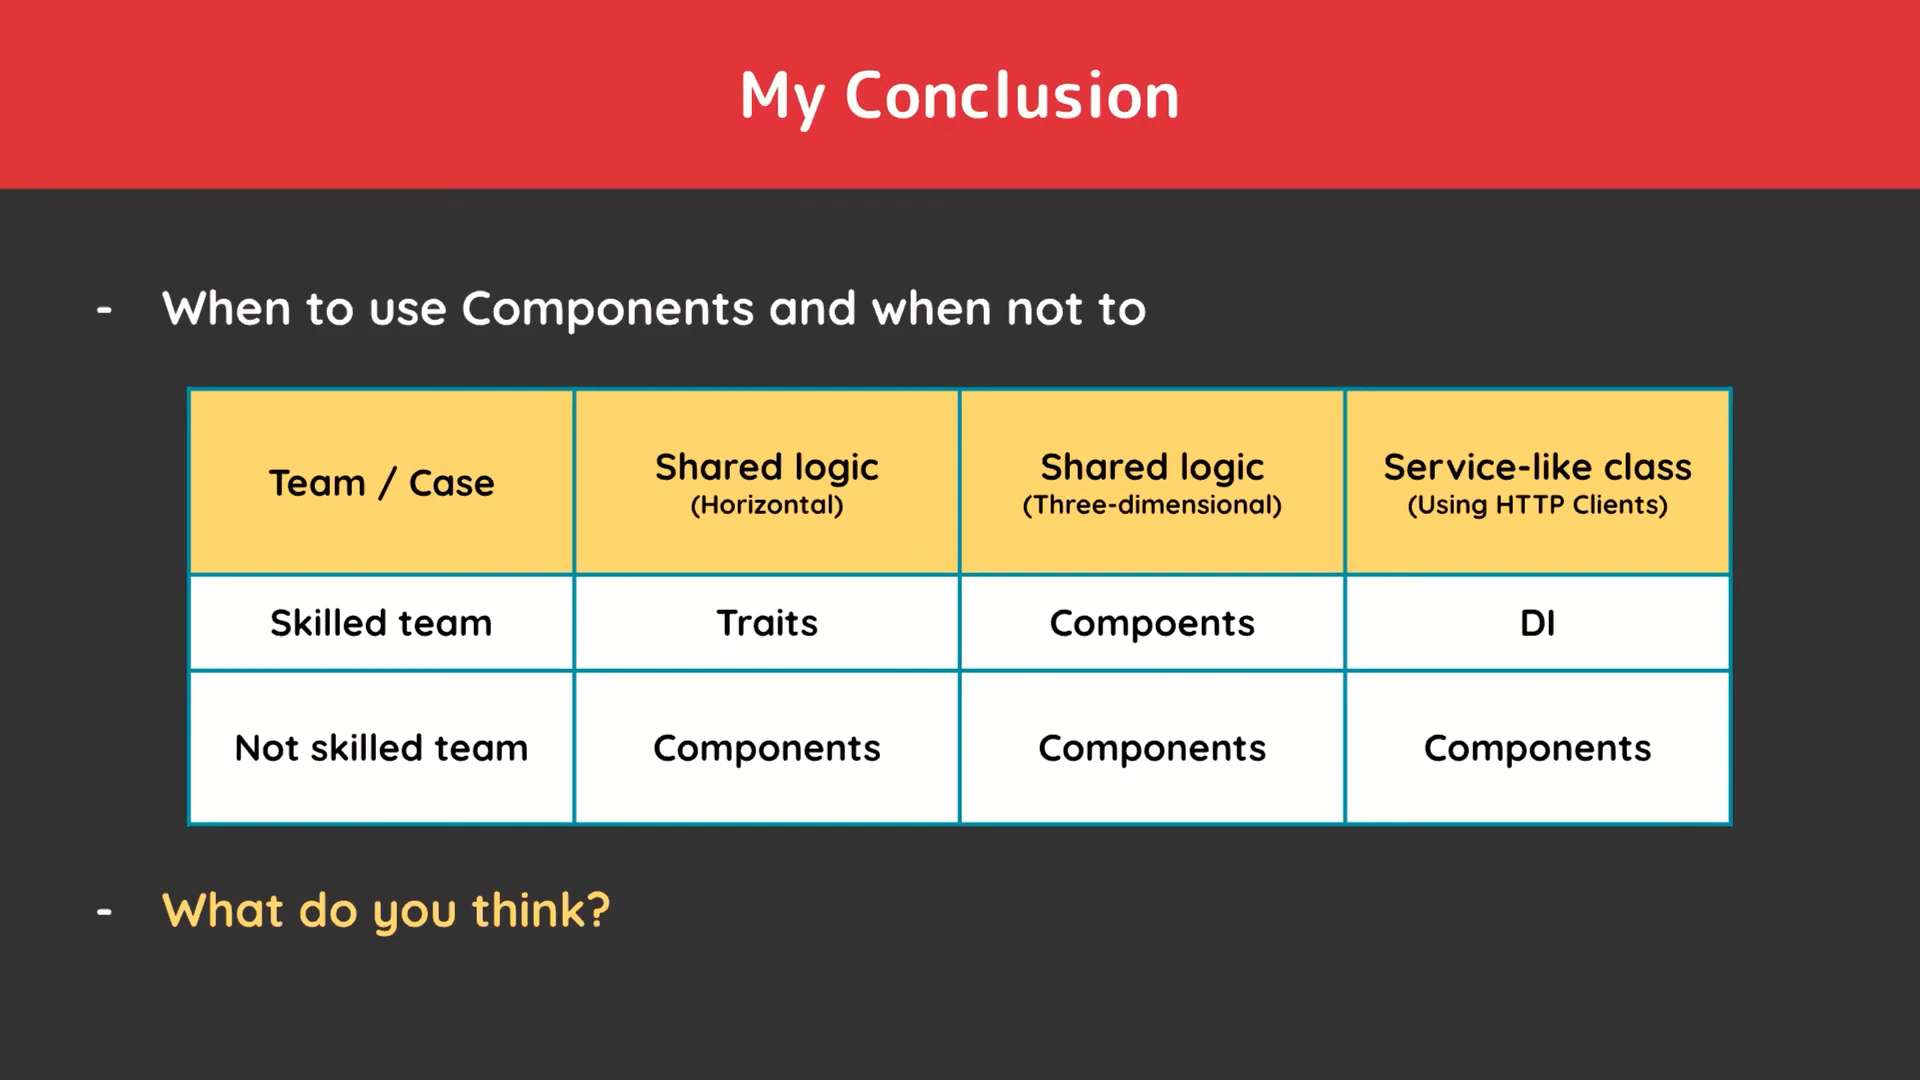 My Conclusion
- When to use Components and when not to
Team / Case
Shared logic
(Horizontal)
Shared logic
(Three-dimensional)
Service-like class
(Using HTTP Clients)
Skilled team
Traits
Compoents
DI
Not skilled team
Components
Components
Components
- What do you think?